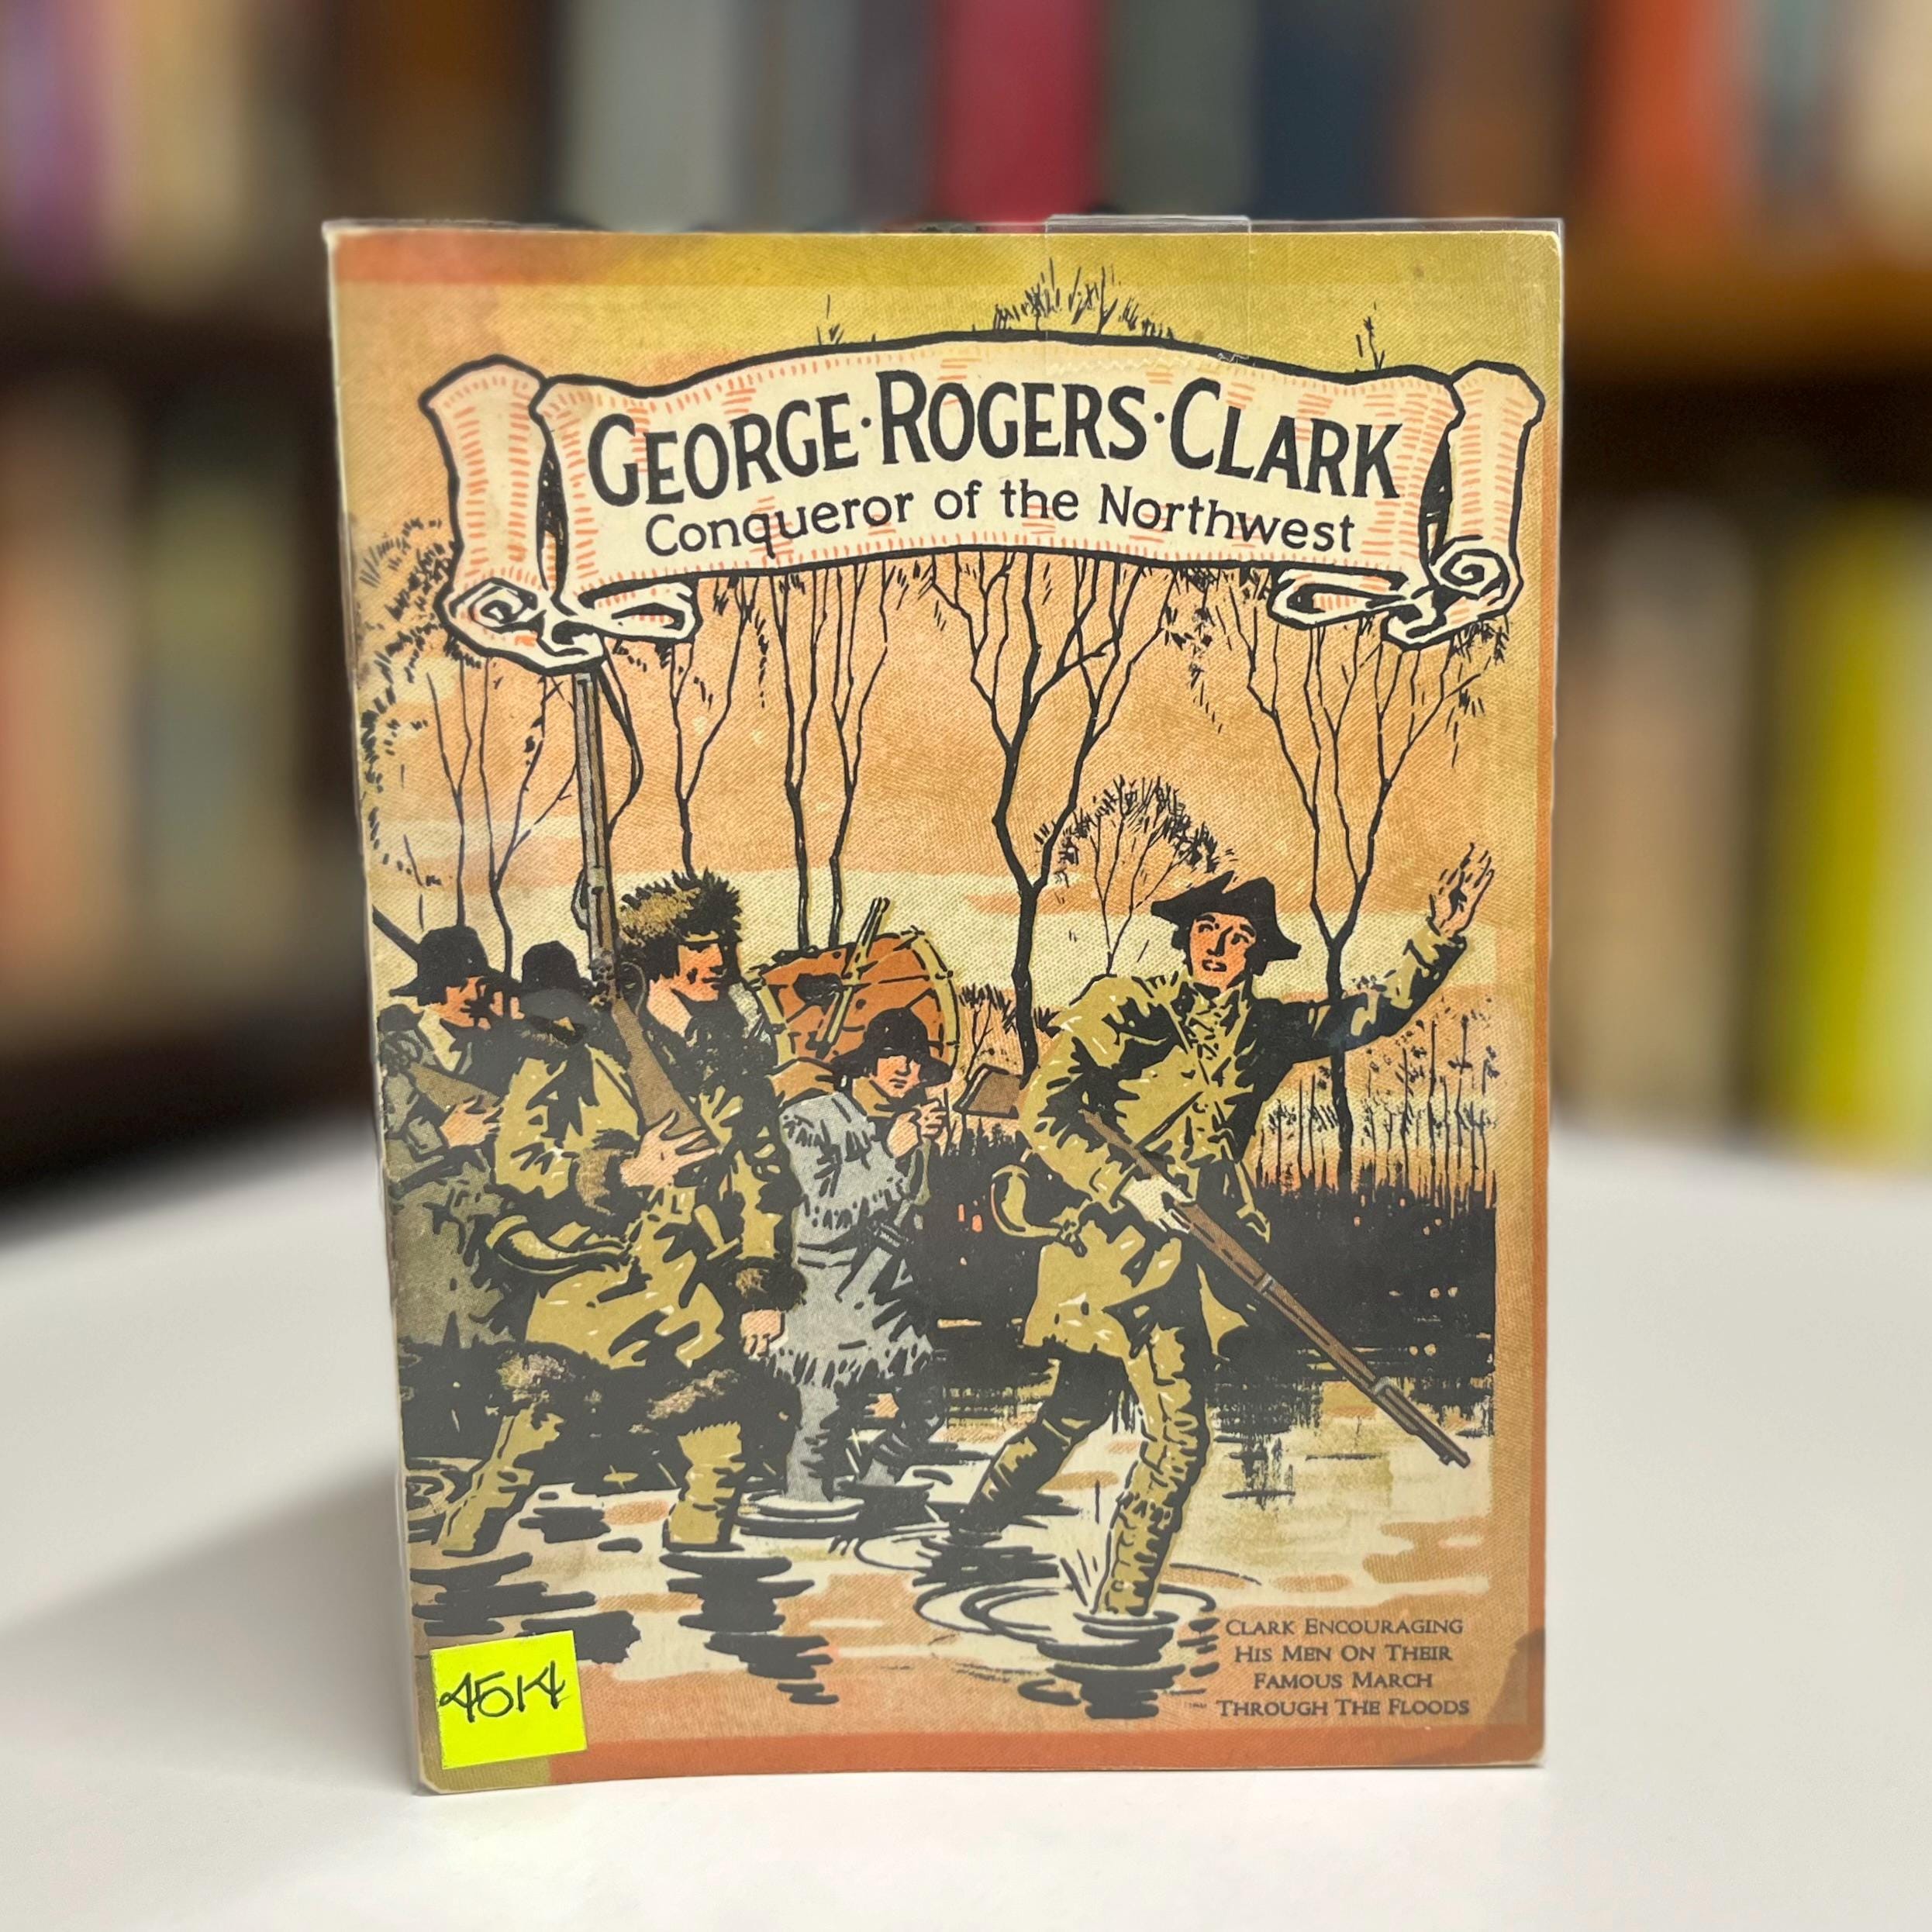 GEORGE·ROGERS·CLARK
Conqueror of the Northwest
CLARK ENCOURAGING
HIS MEN ON THEIR
FAMOUS MARCH
THROUGH THE FLOODS
4514